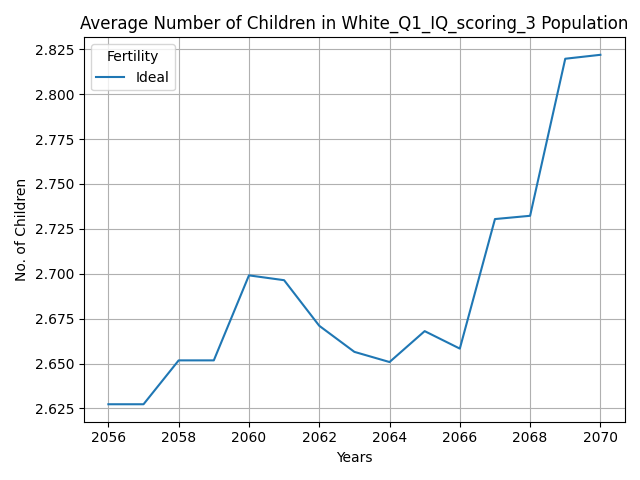 Average Number of Children in White_Q1_IQ_scoring_3 Population
Fertility
Ideal
2.825
2.800
2.775
2.750
2.725
2.700
2.675
2.650
2.625
No. of Children
2056 2058 2060 2062 2064 2066 2068 2070
Years